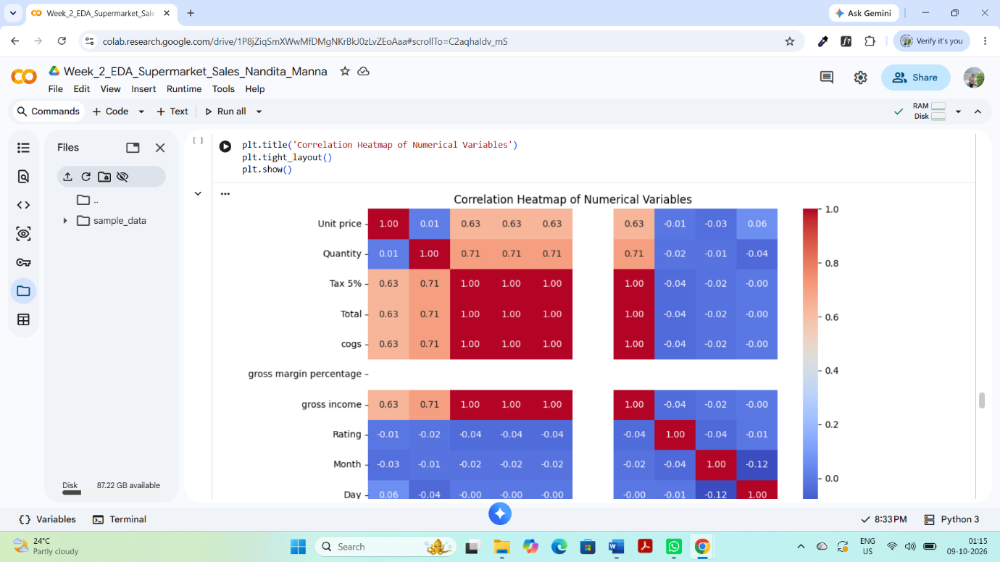 Week_2_EDA_Supermarket_Sale
Ask Gemini
colab.research.google.com/drive/1P8jZiqSmXWwMfDMgNKrBkJ0zLvZEoAaa#scrollTo=C2aqhaIdv_mS
Verify it's you
Week_2_EDA_Supermarket_Sales_Nandita_Manna
File Edit View Insert Runtime Tools Help
Share
Commands + Code + Text Run all
RAM
Disk
Files
..
sample_data
Disk 87.22 GB available
[ ]
plt.title('Correlation Heatmap of Numerical Variables')
plt.tight_layout()
plt.show()
Correlation Heatmap of Numerical Variables
Unit price 1.00 0.01 0.63 0.63 0.63 0.63 -0.01 -0.03 0.06
Quantity 0.01 1.00 0.71 0.71 0.71 0.71 -0.02 -0.01 -0.04
Tax 5% 0.63 0.71 1.00 1.00 1.00 1.00 -0.04 -0.02 -0.00
Total 0.63 0.71 1.00 1.00 1.00 1.00 -0.04 -0.02 -0.00
cogs 0.63 0.71 1.00 1.00 1.00 1.00 -0.04 -0.02 -0.00
gross margin percentage
gross income 0.63 0.71 1.00 1.00 1.00 1.00 -0.04 -0.02 -0.00
Rating -0.01 -0.02 -0.04 -0.04 -0.04 -0.04 1.00 -0.04 -0.01
Month -0.03 -0.01 -0.02 -0.02 -0.02 -0.02 -0.04 1.00 -0.12
Day 0.06 -0.04 -0.00 -0.00 -0.00 -0.00 -0.01 -0.12 1.00
1.0
0.8
0.6
0.4
0.2
0.0
{} Variables Terminal
8:33 PM Python 3
24°C
Partly cloudy
Search
ENG
US
01:15
09-10-2026